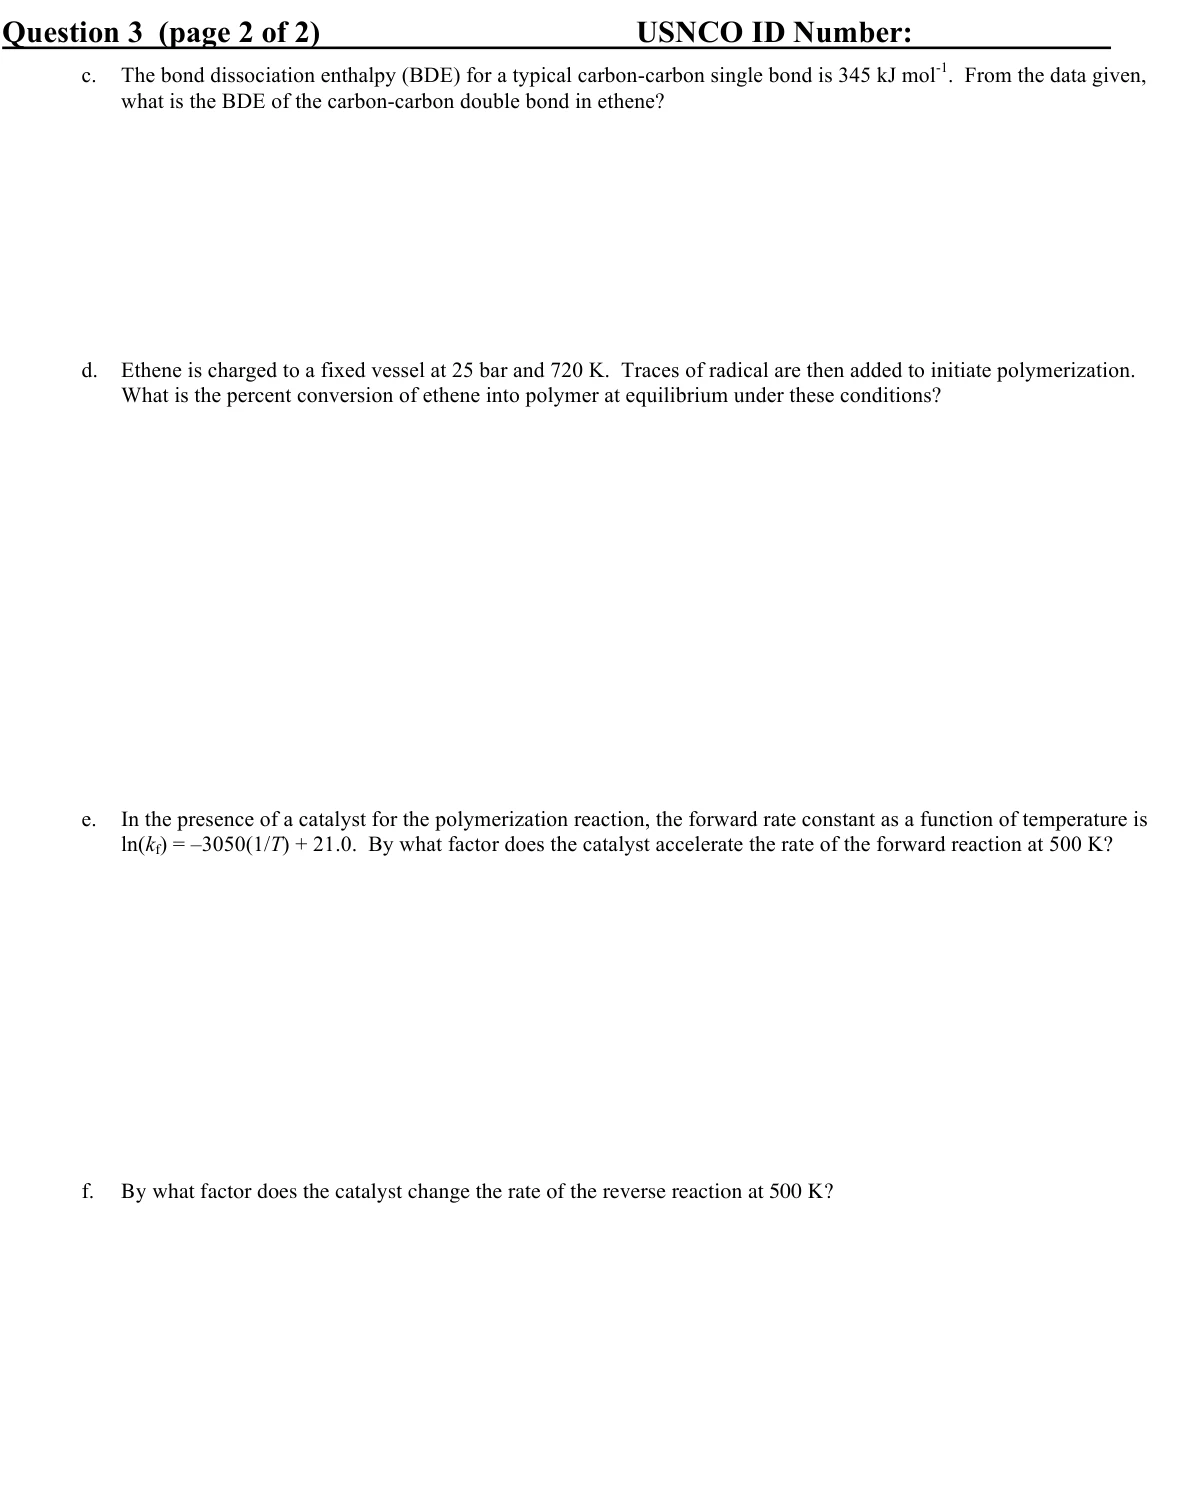 Question 3 (page 2 of 2) USNCO ID Number:
c. The bond dissociation enthalpy (BDE) for a typical carbon-carbon single bond is 345 kJ mol⁻¹. From the data given,
what is the BDE of the carbon-carbon double bond in ethene?
d. Ethene is charged to a fixed vessel at 25 bar and 720 K. Traces of radical are then added to initiate polymerization.
What is the percent conversion of ethene into polymer at equilibrium under these conditions?
e. In the presence of a catalyst for the polymerization reaction, the forward rate constant as a function of temperature is
ln(kf) = –3050(1/T) + 21.0. By what factor does the catalyst accelerate the rate of the forward reaction at 500 K?
f. By what factor does the catalyst change the rate of the reverse reaction at 500 K?